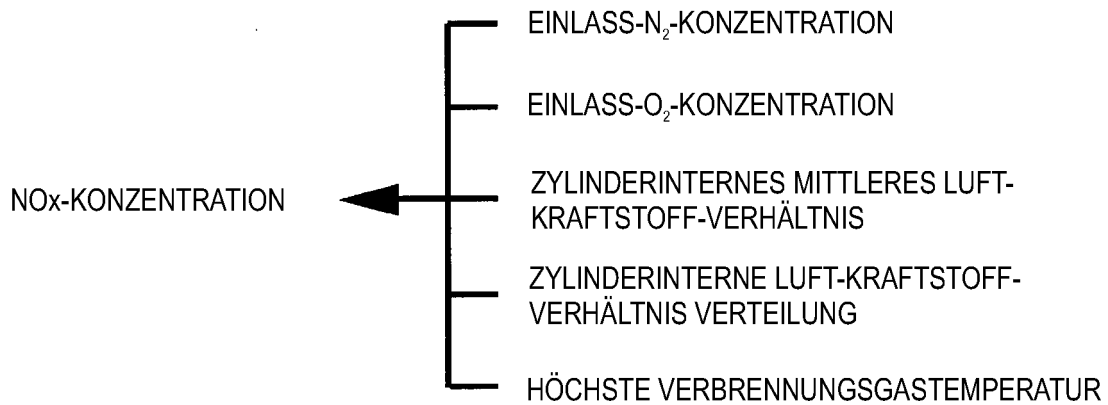 EINLASS-N₂-KONZENTRATION
EINLASS-O₂-KONZENTRATION
NOx-KONZENTRATION
ZYLINDERINTERNES MITTLERES LUFT-
KRAFTSTOFF-VERHÄLTNIS
ZYLINDERINTERNE LUFT-KRAFTSTOFF-
VERHÄLTNIS VERTEILUNG
HÖCHSTE VERBRENNUNGSGASTEMPERATUR